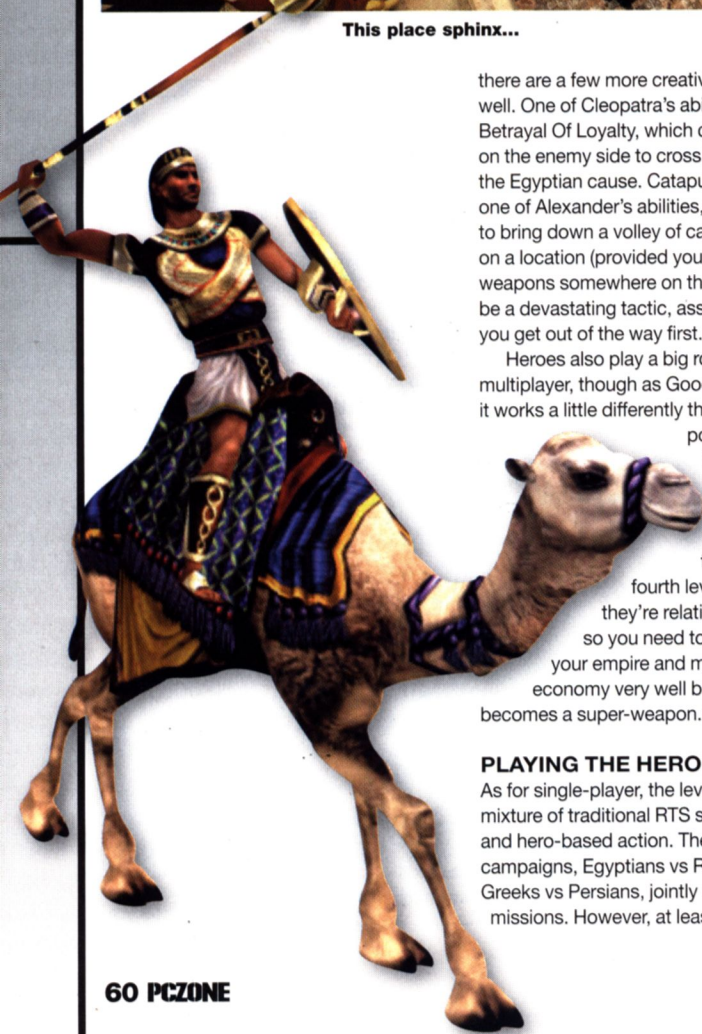 This place sphinx...
there are a few more creativ
well. One of Cleopatra's abi
Betrayal Of Loyalty, which c
on the enemy side to cross
the Egyptian cause. Catapu
one of Alexander's abilities,
to bring down a volley of ca
on a location (provided you
weapons somewhere on th
be a devastating tactic, ass
you get out of the way first.
Heroes also play a big ro
multiplayer, though as Goo
it works a little differently th
po
fourth lev
they're relati
so you need to
your empire and m
economy very well b
becomes a super-weapon.
PLAYING THE HERO
As for single-player, the lev
mixture of traditional RTS s
and hero-based action. The
campaigns, Egyptians vs R
Greeks vs Persians, jointly
missions. However, at leas
60 PCZONE